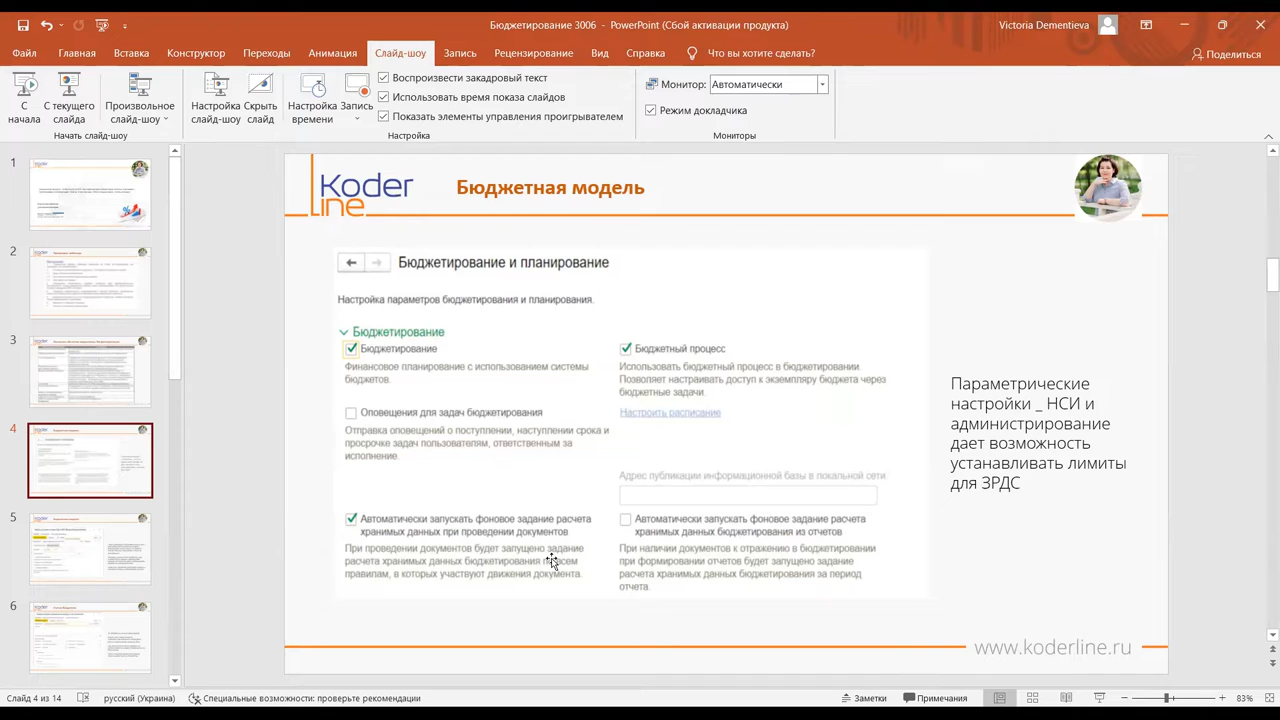 Бюджетирование 3006 - PowerPoint (Сбой активации продукта)
Victoria Dementieva
Файл
Главная
Вставка
Конструктор
Переходы
Анимация
Слайд-шоу
Запись
Рецензирование
Вид
Справка
Что вы хотите сделать?
Поделиться
С начала
С текущего слайда
Произвольное слайд-шоу
Начать слайд-шоу
Настройка слайд-шоу
Скрыть слайд
Настройка времени
Запись
Воспроизвести закадровый текст
Использовать время показа слайдов
Показать элементы управления проигрывателем
Настройка
Монитор: Автоматически
Режим докладчика
Мониторы
1
2
3
4
5
6
Koder
line
Бюджетная модель
Бюджетирование и планирование
Настройка параметров бюджетирования и планирования.
Бюджетирование
Бюджетирование
Финансовое планирование с использованием системы
бюджетов.
Оповещения для задач бюджетирования
Отправка оповещений о поступлении, наступлении срока и
просрочке задач пользователям, ответственным за
исполнение.
Автоматически запускать фоновое задание расчета
хранимых данных при проведении документов
При проведении документов будет запущено задание
расчета хранимых данных бюджетирования по всем
правилам, в которых участвуют движения документа.
Бюджетный процесс
Использовать бюджетный процесс в бюджетировании.
Позволяет настраивать доступ к экземпляру бюджета через
бюджетные задачи.
Настроить расписание
Адрес публикации информационной базы в локальной сети
Автоматически запускать фоновое задание расчета
хранимых данных бюджетирования из отчетов
При наличии документов к отражению в бюджетировании
при формировании отчетов будет запущено задание
расчета хранимых данных бюджетирования за период
отчета.
Параметрические
настройки _ НСИ и
администрирование
дает возможность
устанавливать лимиты
для ЗРДС
www.koderline.ru
Слайд 4 из 14
русский (Украина)
Специальные возможности: проверьте рекомендации
Заметки
Примечания
83%